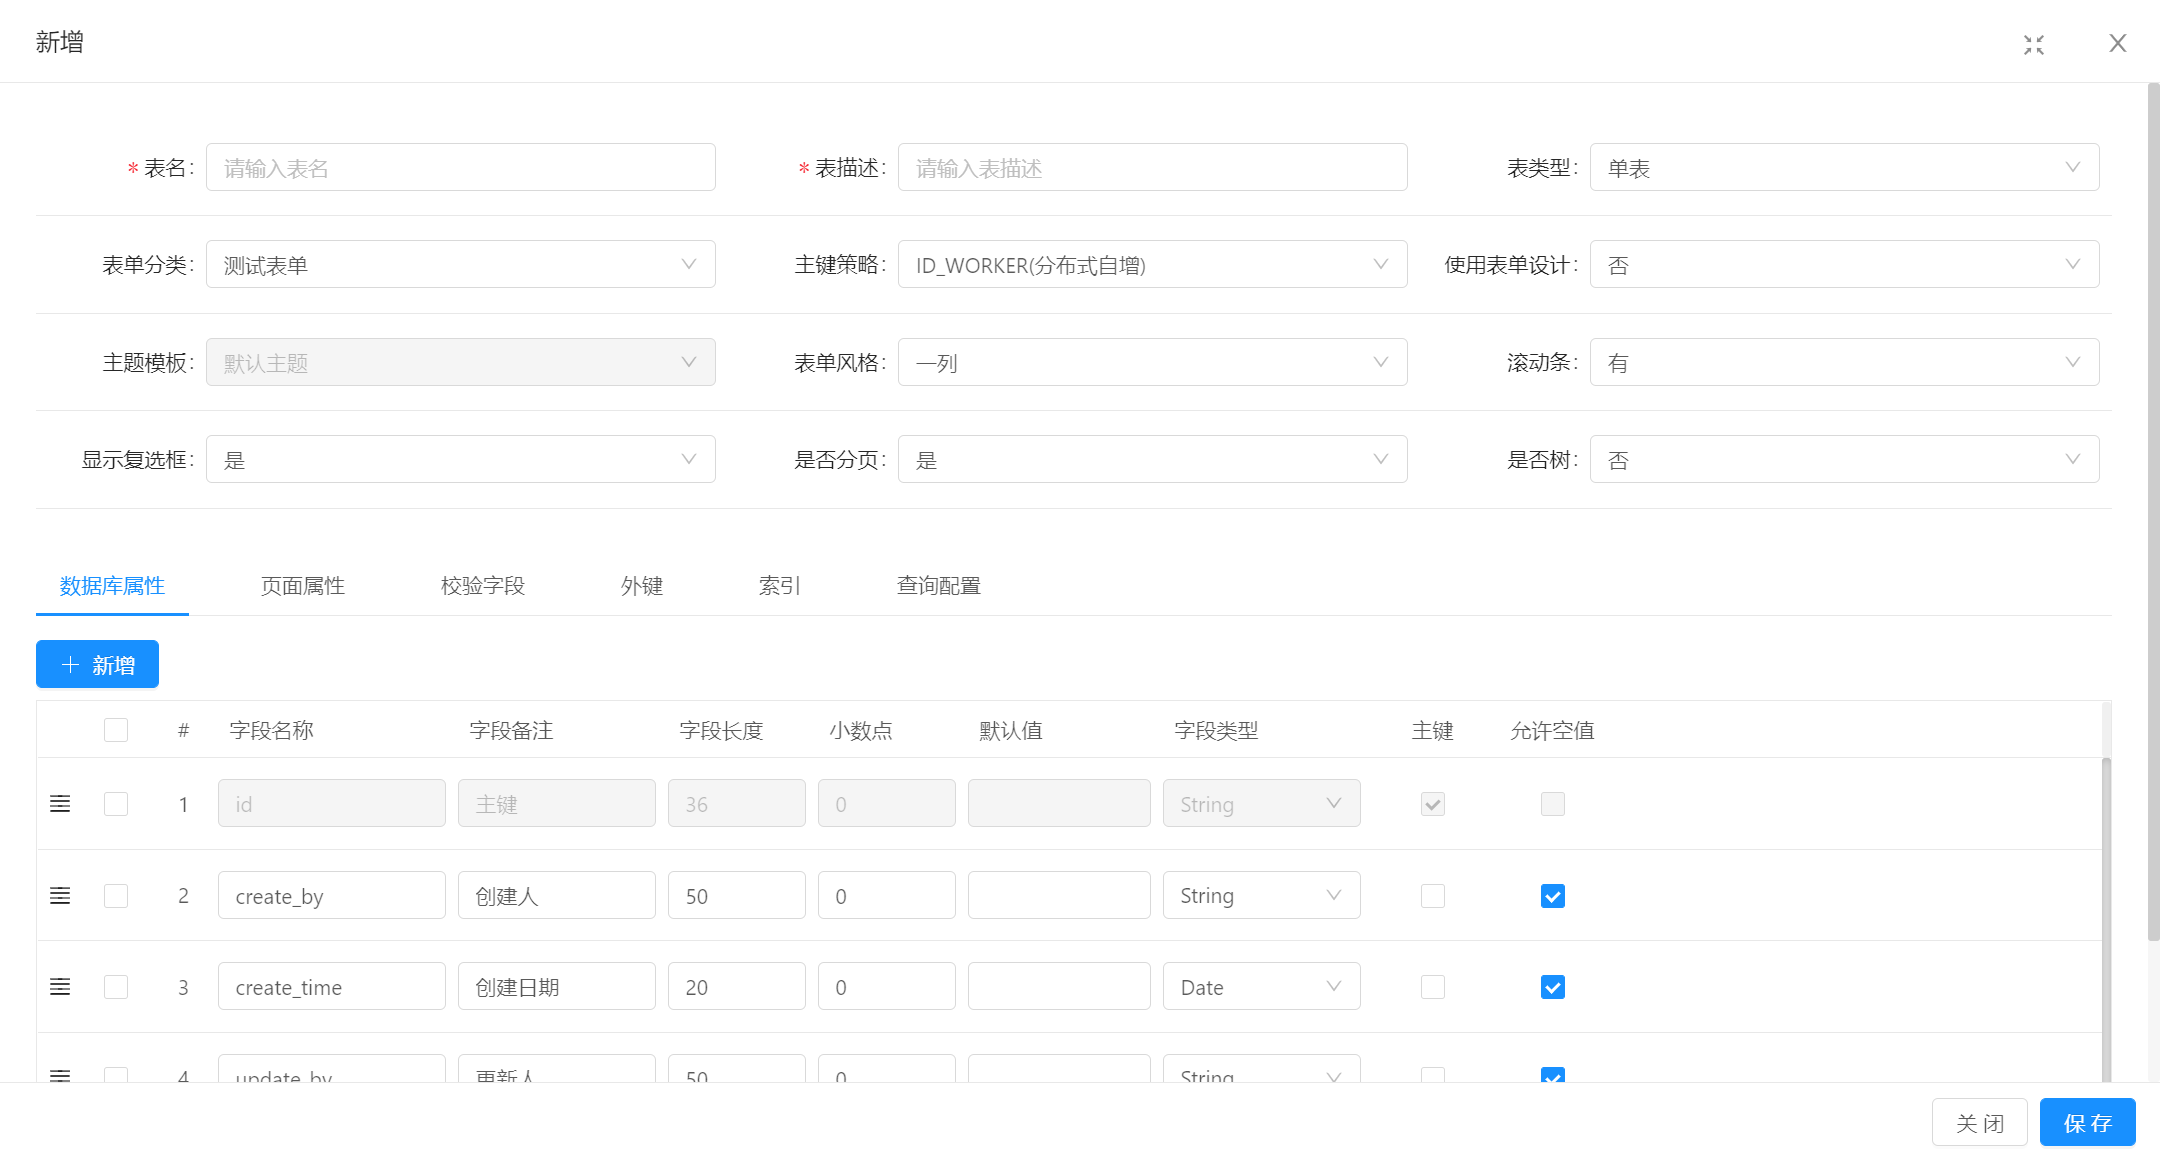 新增
* 表名: 请输入表名 * 表描述: 请输入表描述 表类型: 单表
表单分类: 测试表单 主键策略: ID_WORKER(分布式自增) 使用表单设计: 否
主题模板: 默认主题 表单风格: 一列 滚动条: 有
显示复选框: 是 是否分页: 是 是否树: 否
数据库属性 页面属性 校验字段 外键 索引 查询配置
+ 新增
# 字段名称 字段备注 字段长度 小数点 默认值 字段类型 主键 允许空值
1 id 主键 36 0 String
2 create_by 创建人 50 0 String
3 create_time 创建日期 20 0 Date
4 update_by 更新人 50 0 String
关 闭 保 存